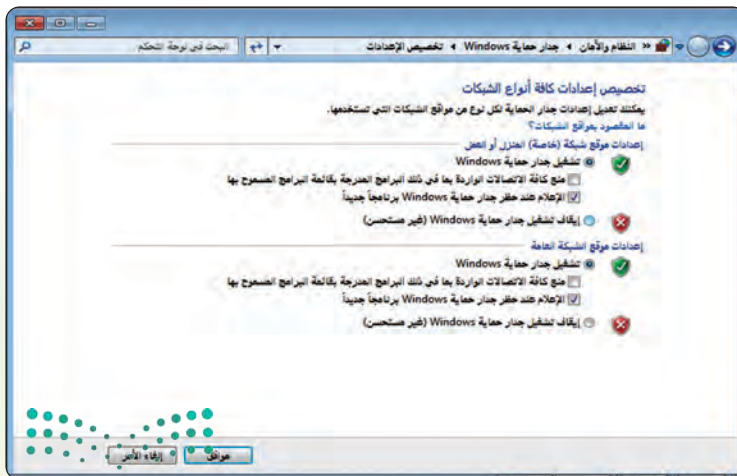 « النظام والأمان ◂ جدار حماية Windows ◂ تخصيص الإعدادات
البحث في لوحة التحكم
تخصيص إعدادات كافة أنواع الشبكات
يمكنك تعديل إعدادات جدار الحماية لكل نوع من مواقع الشبكات التي تستخدمها.
ما المقصود بمواقع الشبكات؟
إعدادات موقع شبكة (خاصة) المنزل أو العمل
تشغيل جدار حماية Windows
منع كافة الاتصالات الواردة بما في ذلك البرامج المدرجة بقائمة البرامج المسموح بها
الإعلام عند حظر جدار حماية Windows برنامجاً جديداً
إيقاف تشغيل جدار حماية Windows (غير مستحسن)
إعدادات موقع الشبكة العامة
تشغيل جدار حماية Windows
منع كافة الاتصالات الواردة بما في ذلك البرامج المدرجة بقائمة البرامج المسموح بها
الإعلام عند حظر جدار حماية Windows برنامجاً جديداً
إيقاف تشغيل جدار حماية Windows (غير مستحسن)
موافق
إلغاء الأمر